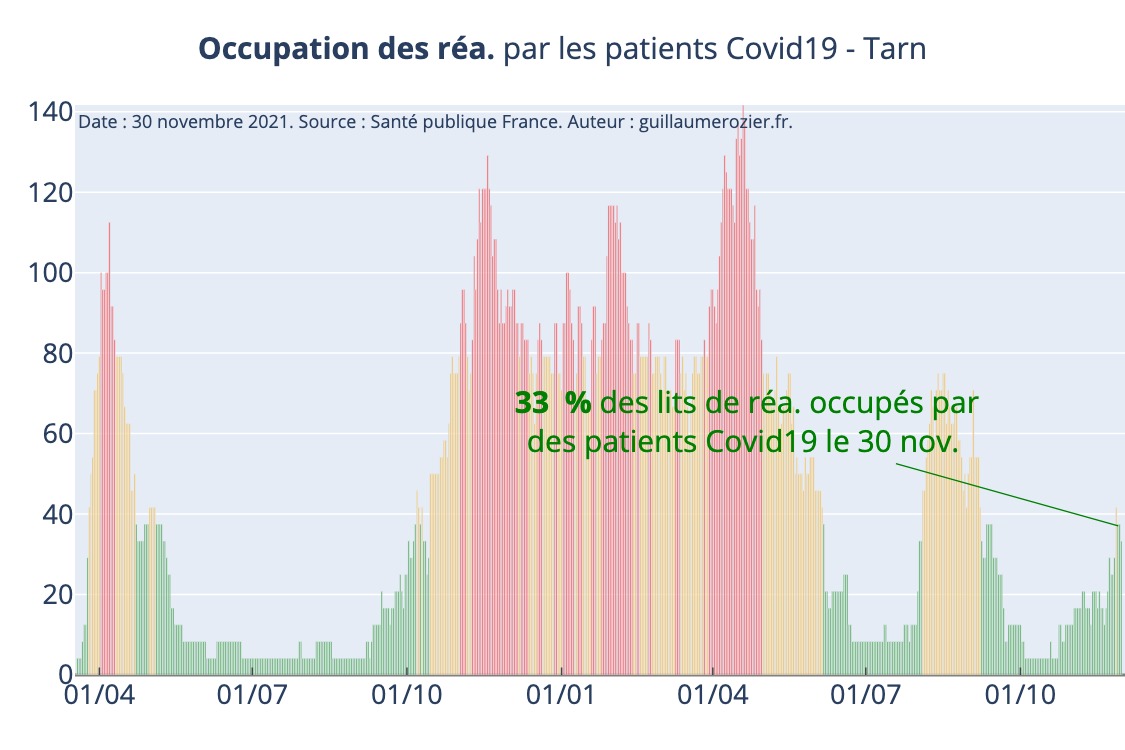 Occupation des réa. par les patients Covid19 - Tarn
140
Date : 30 novembre 2021. Source : Santé publique France. Auteur : guillaumerozier.fr.
120
100
80
33 % des lits de réa. occupés par
des patients Covid19 le 30 nov.
60
40
20
0
01/04 01/07 01/10 01/01 01/04 01/07 01/10